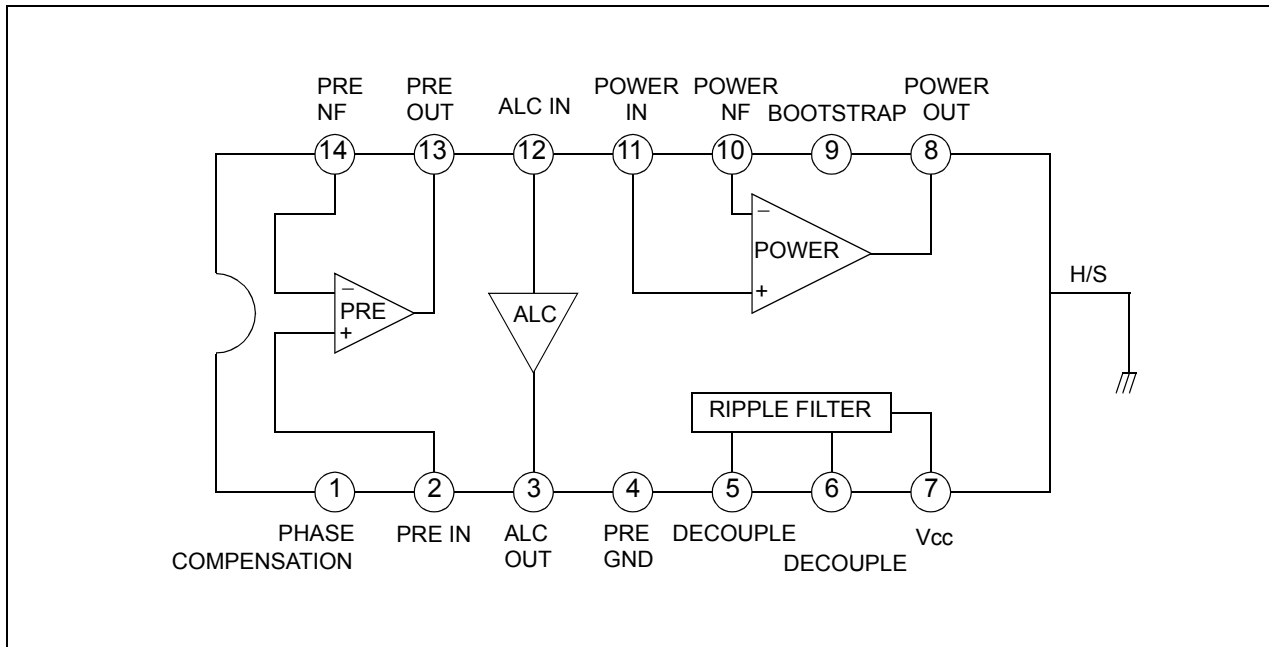 PRE NF
PRE OUT
ALC IN
POWER IN
POWER NF
BOOTSTRAP
POWER OUT
14
13
12
11
10
9
8
−
PRE
+
ALC
−
POWER
+
H/S
RIPPLE FILTER
1
2
3
4
5
6
7
PHASE COMPENSATION
PRE IN
ALC OUT
PRE GND
DECOUPLE
DECOUPLE
Vcc